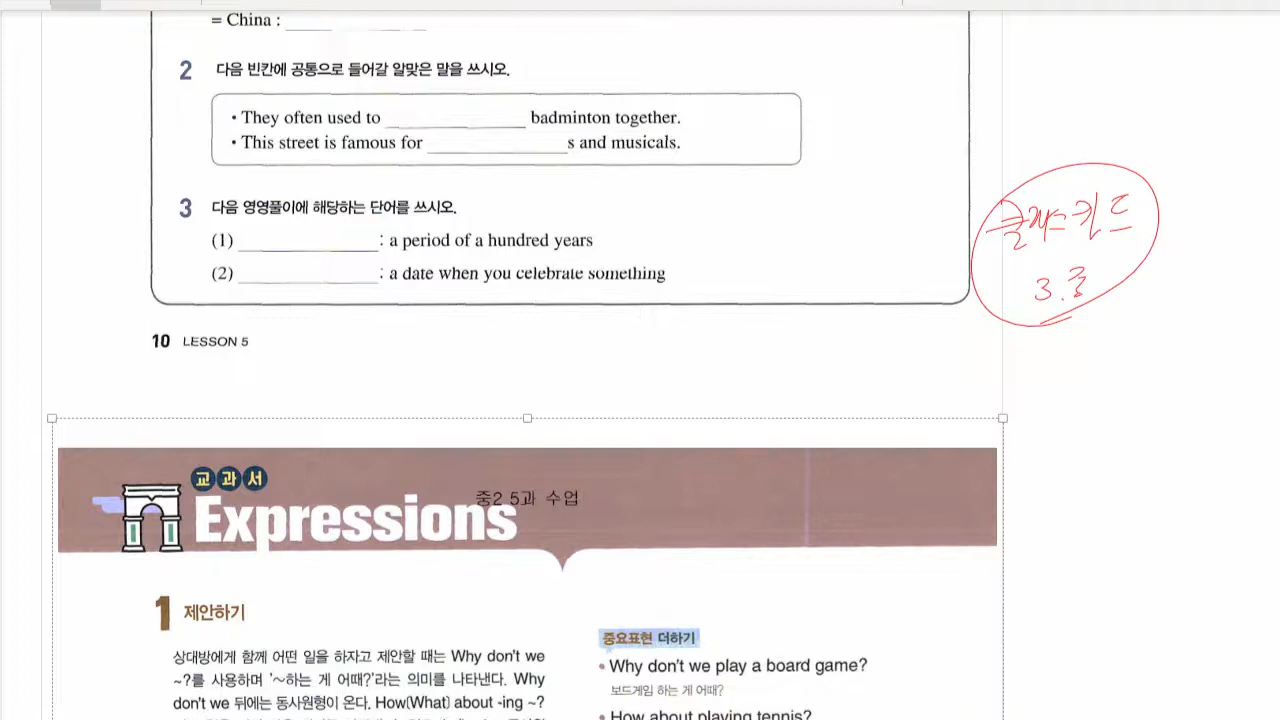 = China :
2 다음 빈칸에 공통으로 들어갈 알맞은 말을 쓰시오.
• They often used to badminton together.
• This street is famous for s and musicals.
3 다음 영영풀이에 해당하는 단어를 쓰시오.
(1) : a period of a hundred years
(2) : a date when you celebrate something
클래스카드
10 LESSON 5
교과서
중2 5과 수업
Expressions
1 제안하기
상대방에게 함께 어떤 일을 하자고 제안할 때는 Why don't we
~?를 사용하며 '~하는 게 어때?'라는 의미를 나타낸다. Why
don't we 뒤에는 동사원형이 온다. How(What) about -ing ~?
중요표현 더하기
• Why don't we play a board game?
보드게임 하는 게 어때?
• How about playing tennis?